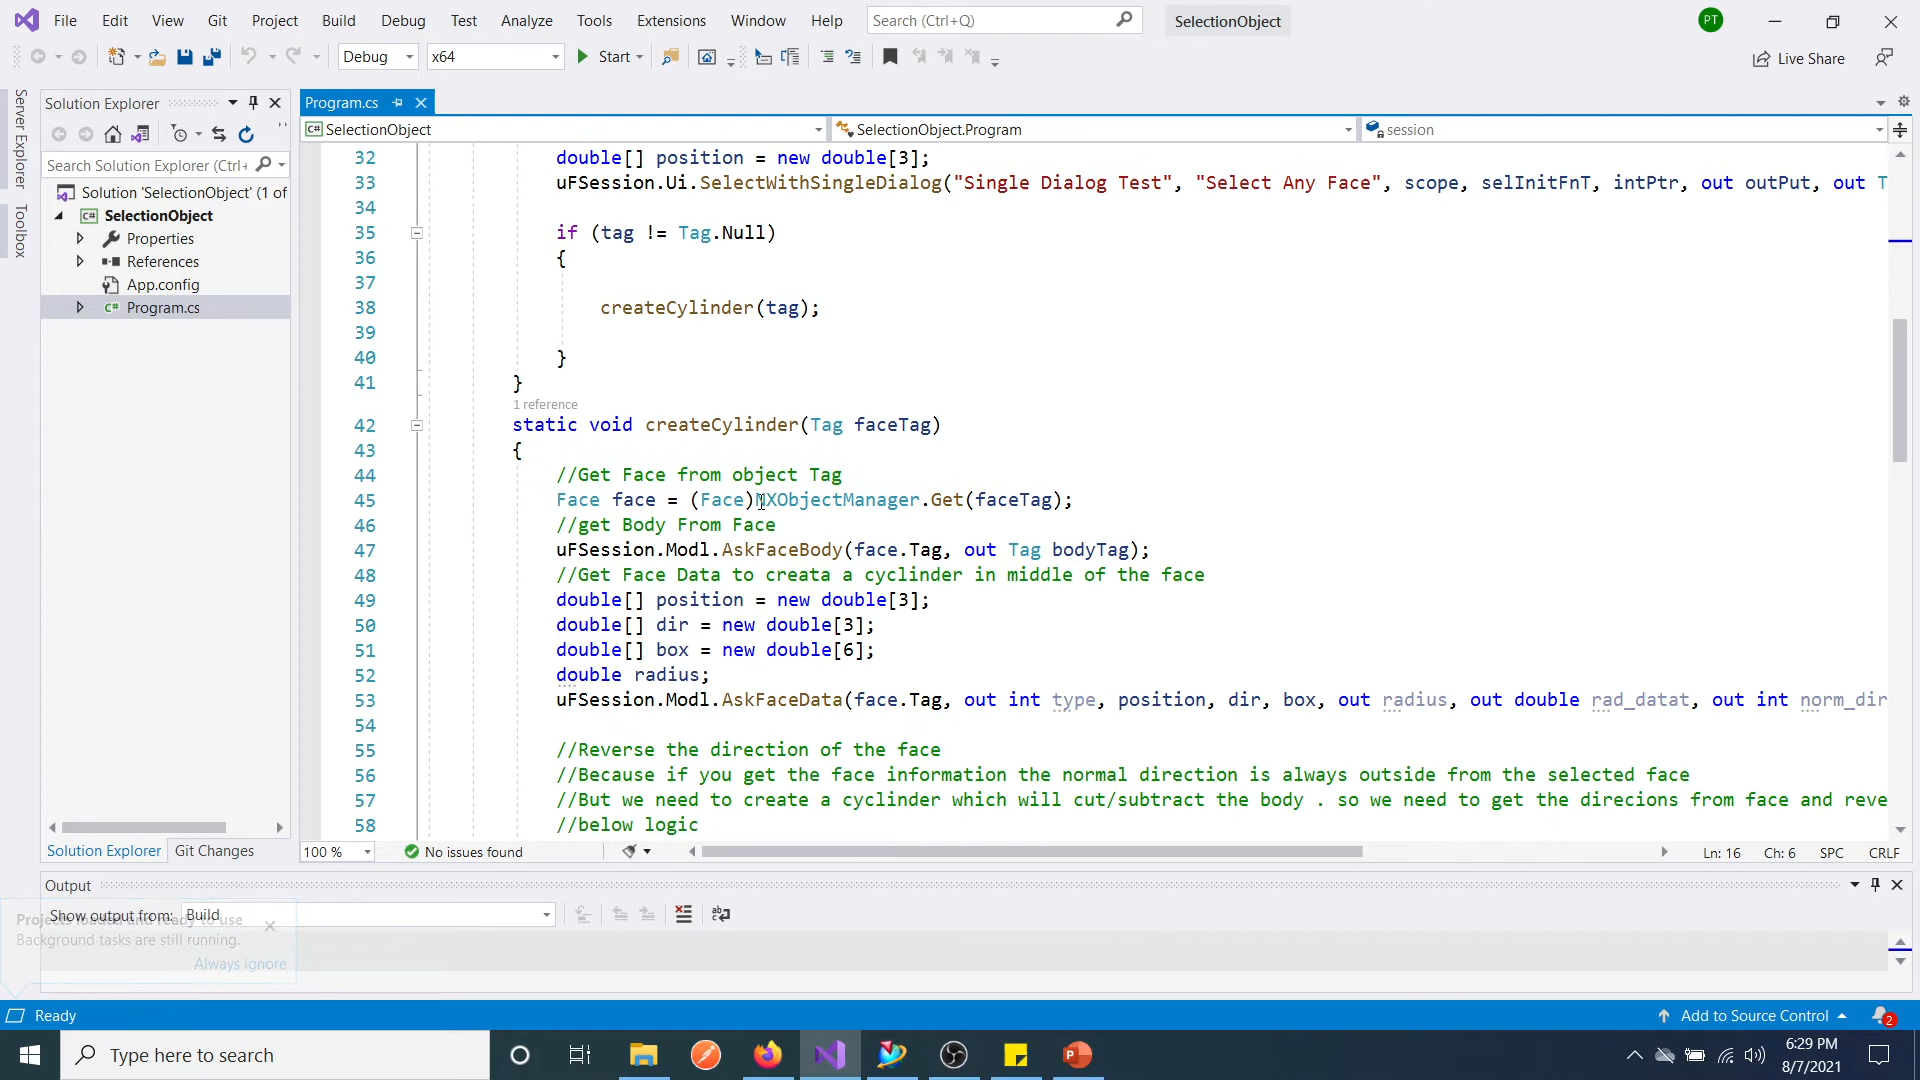 File Edit View Git Project Build Debug Test Analyze Tools Extensions Window Help Search (Ctrl+Q) SelectionObject PT
Debug x64 Start Live Share
Server Explorer
Toolbox
Solution Explorer
Search Solution Explorer (Ctrl+
Solution 'SelectionObject' (1 of
C# SelectionObject
Properties
References
App.config
C# Program.cs
Solution Explorer Git Changes
Program.cs
C# SelectionObject SelectionObject.Program session
32 double[] position = new double[3];
33 uFSession.Ui.SelectWithSingleDialog("Single Dialog Test", "Select Any Face", scope, selInitFnT, intPtr, out outPut, out T
34
35 if (tag != Tag.Null)
36 {
37
38 createCylinder(tag);
39
40 }
41 }
1 reference
42 static void createCylinder(Tag faceTag)
43 {
44 //Get Face from object Tag
45 Face face = (Face)NXObjectManager.Get(faceTag);
46 //get Body From Face
47 uFSession.Modl.AskFaceBody(face.Tag, out Tag bodyTag);
48 //Get Face Data to creata a cyclinder in middle of the face
49 double[] position = new double[3];
50 double[] dir = new double[3];
51 double[] box = new double[6];
52 double radius;
53 uFSession.Modl.AskFaceData(face.Tag, out int type, position, dir, box, out radius, out double rad_datat, out int norm_dir
54
55 //Reverse the direction of the face
56 //Because if you get the face information the normal direction is always outside from the selected face
57 //But we need to create a cyclinder which will cut/subtract the body . so we need to get the direcions from face and reve
58 //below logic
100 % No issues found Ln: 16 Ch: 6 SPC CRLF
Output
Show output from: Build
Projects loaded and ready to use
Background tasks are still running.
Always ignore
Ready Add to Source Control 2
Type here to search
6:29 PM
8/7/2021